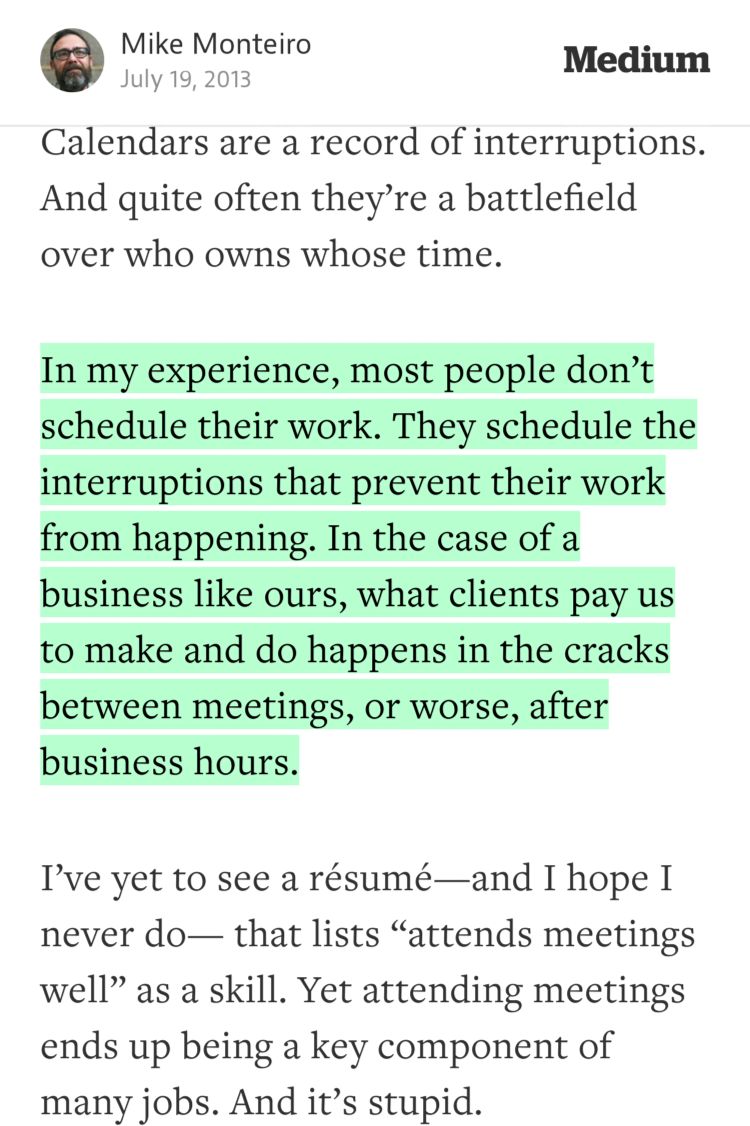 Mike Monteiro
July 19, 2013
Medium
Calendars are a record of interruptions.
And quite often they’re a battlefield
over who owns whose time.
In my experience, most people don’t
schedule their work. They schedule the
interruptions that prevent their work
from happening. In the case of a
business like ours, what clients pay us
to make and do happens in the cracks
between meetings, or worse, after
business hours.
I’ve yet to see a résumé—and I hope I
never do— that lists “attends meetings
well” as a skill. Yet attending meetings
ends up being a key component of
many jobs. And it’s stupid.